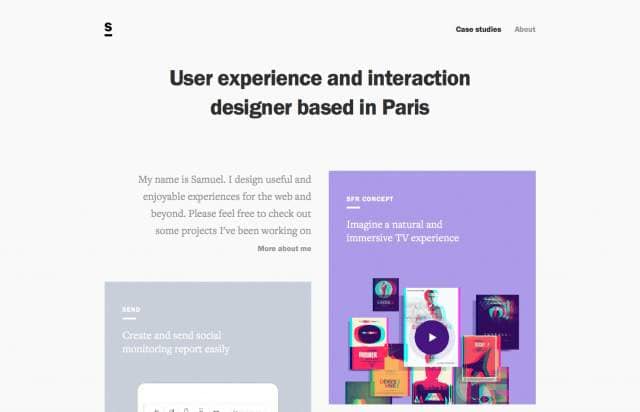 S
Case studies About
User experience and interaction
designer based in Paris
My name is Samuel. I design useful and
enjoyable experiences for the web and
beyond. Please feel free to check out
some projects I've been working on
More about me
SFR CONCEPT
Imagine a natural and
immersive TV experience
SEND
Create and send social
monitoring report easily